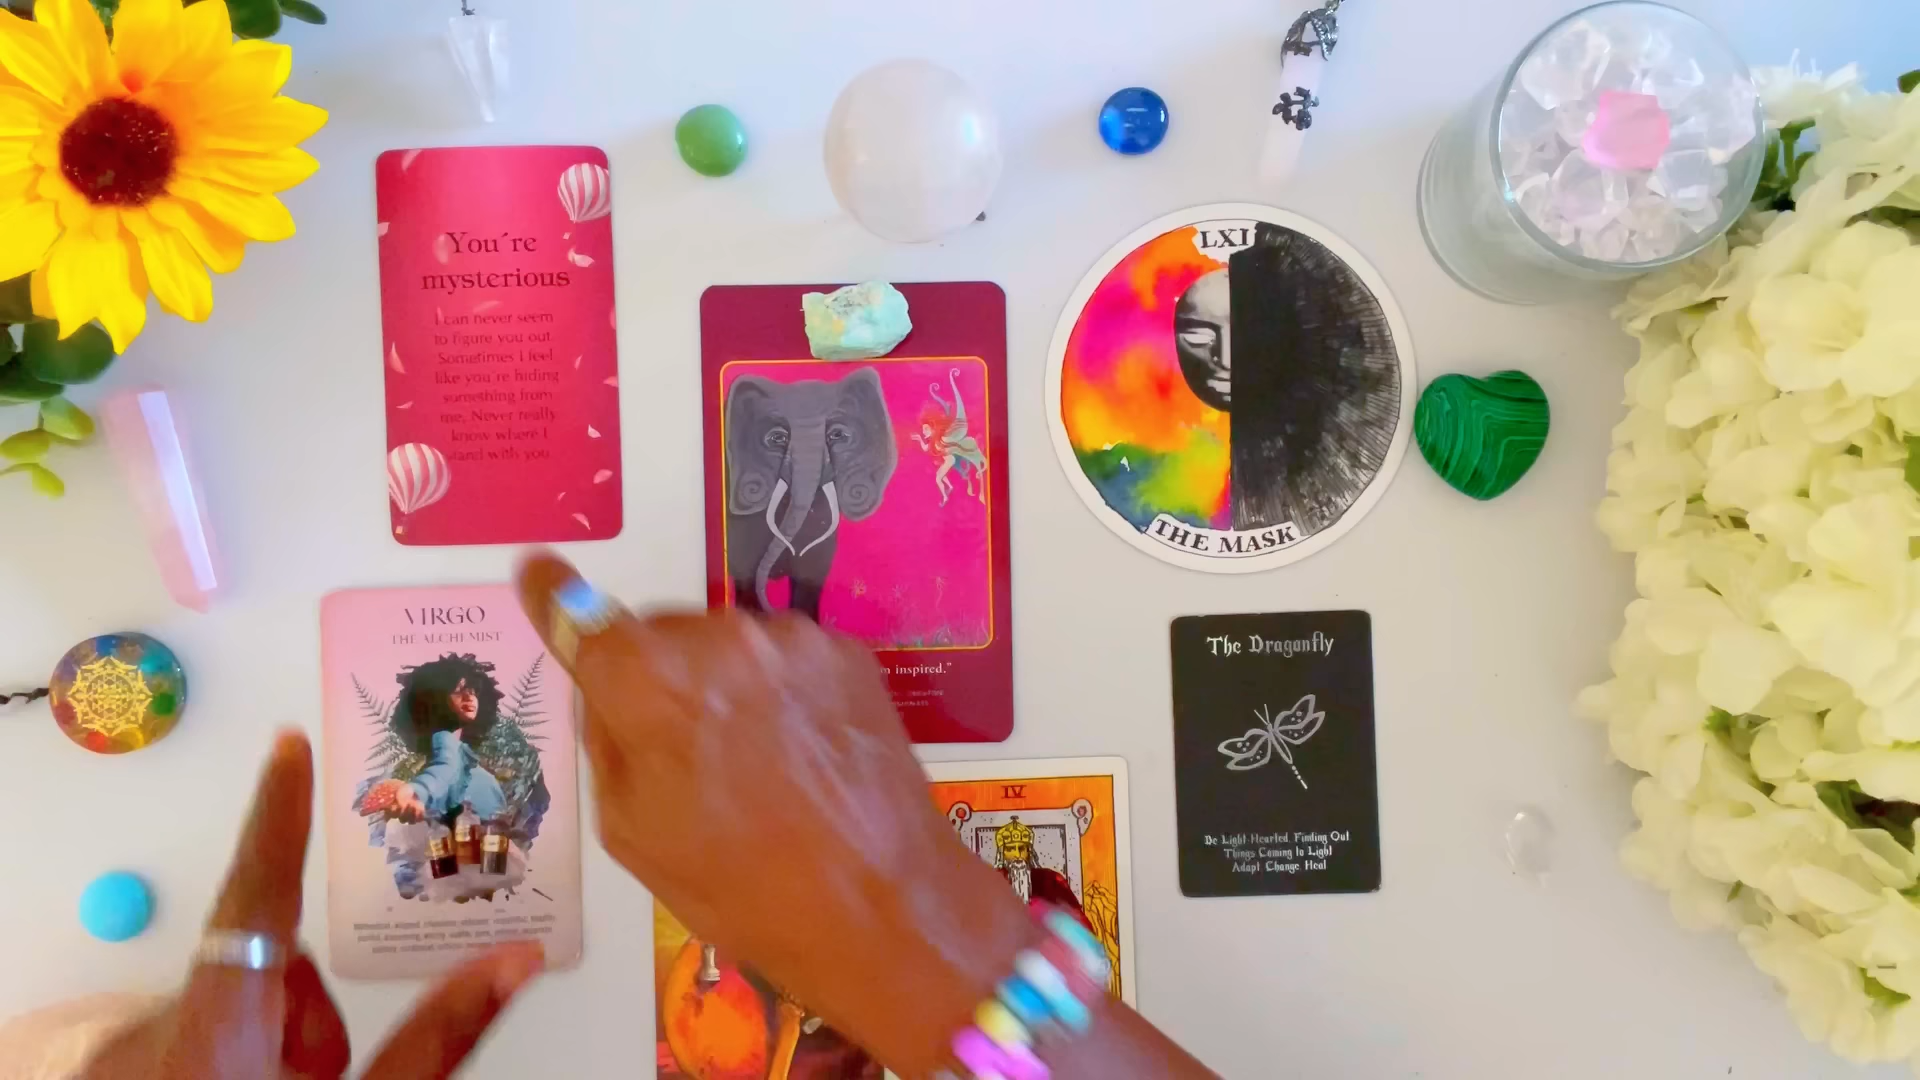 You´re
mysterious
I can never seem
to figure you out.
Sometimes I feel
like you´re hiding
something from
me. Never really
know where I
stand with you.
LXI
THE MASK
inspired."
VIRGO
THE ALCHEMIST
The Dragonfly
Be Light-Hearted, Finding Out
Things Coming to Light
Adapt Change Heal
IV